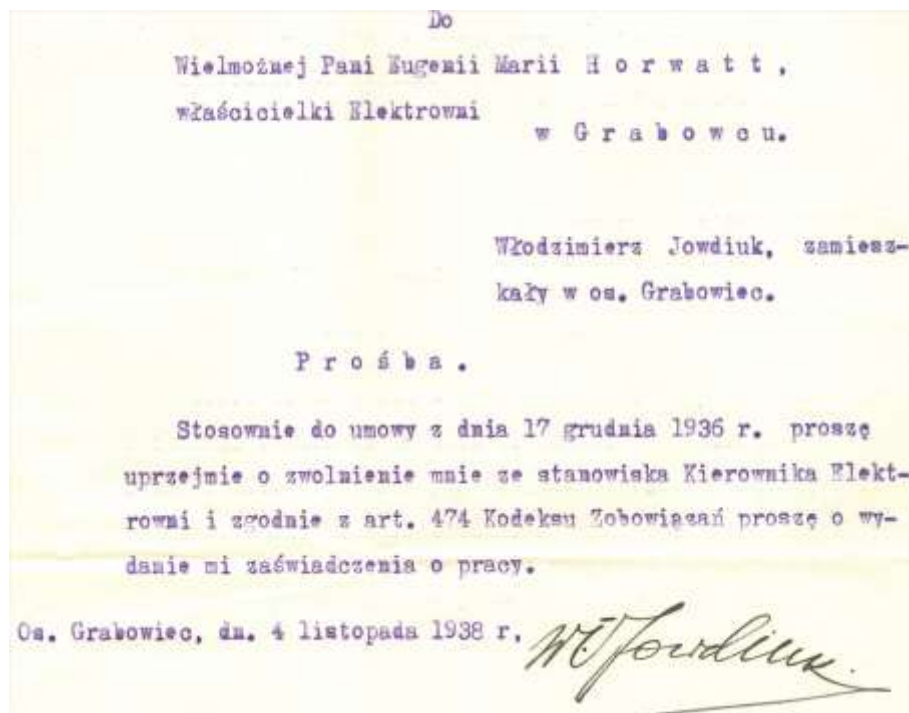 Do
Wielmożnej Pani Eugenii Marii H o r w a t t ,
właścicielki Elektrowni
w G r a b o w c u.
Włodzimierz Jowdiuk, zamiesz-
kały w os. Grabowiec.
P r o ś b a .
Stosownie do umowy z dnia 17 grudnia 1936 r. proszę
uprzejmie o zwolnienie mnie ze stanowiska Kierownika Elekt-
rowni i zgodnie z art. 474 Kodeksu Zobowiązań proszę o wy-
danie mi zaświadczenia o pracy.
Os. Grabowiec, dn. 4 listopada 1938 r.
Wł Jowdiuk.